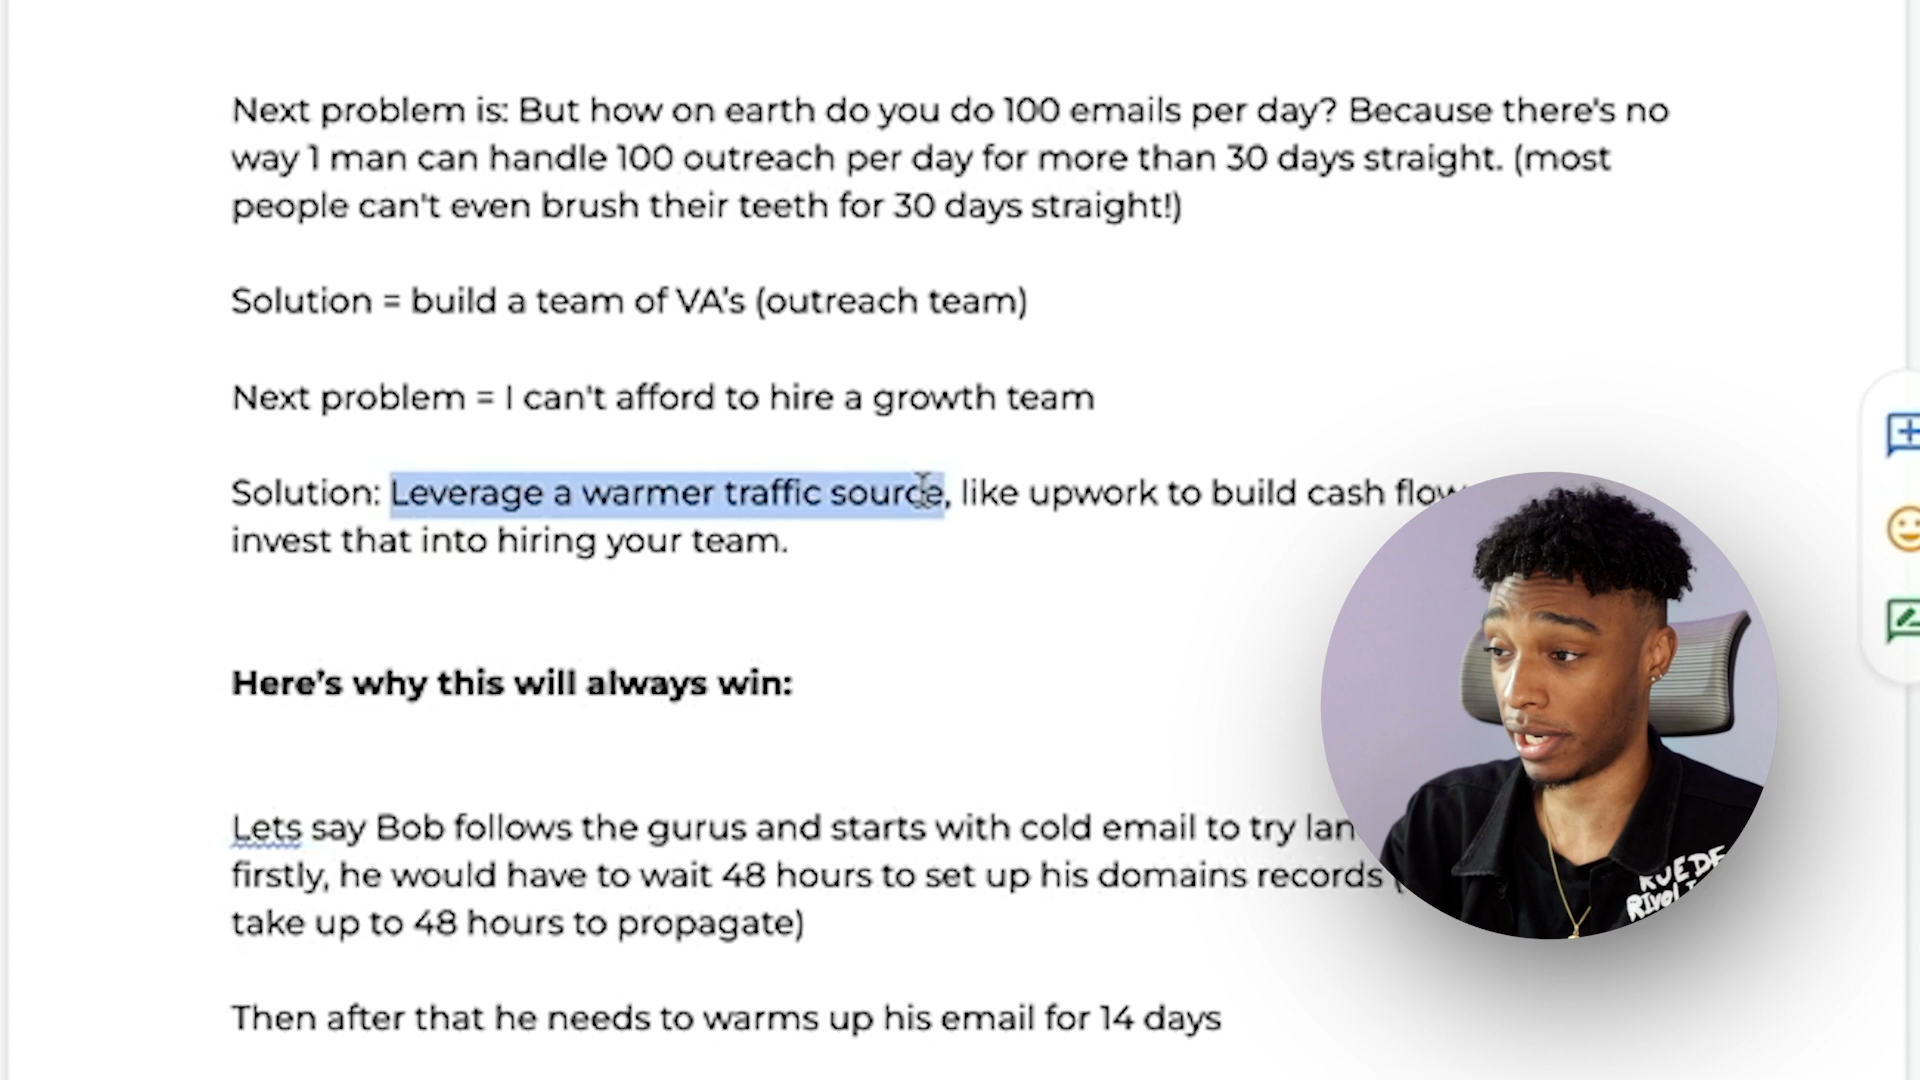 Next problem is: But how on earth do you do 100 emails per day? Because there's no
way 1 man can handle 100 outreach per day for more than 30 days straight. (most
people can't even brush their teeth for 30 days straight!)
Solution = build a team of VA's (outreach team)
Next problem = I can't afford to hire a growth team
Solution: Leverage a warmer traffic source, like upwork to build cash flow
invest that into hiring your team.
Here's why this will always win:
Lets say Bob follows the gurus and starts with cold email to try lan
firstly, he would have to wait 48 hours to set up his domains records (
take up to 48 hours to propagate)
Then after that he needs to warms up his email for 14 days
RUE DE